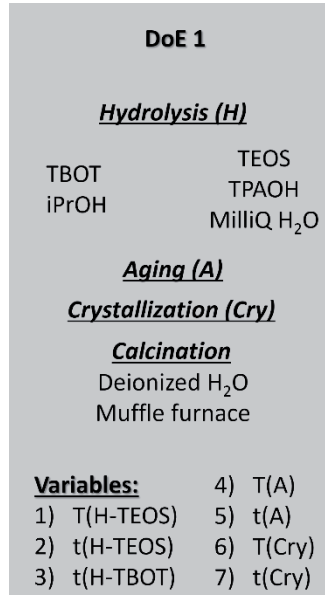 DoE 1
Hydrolysis (H)
TBOT
iPrOH
TEOS
TPAOH
MilliQ H₂O
Aging (A)
Crystallization (Cry)
Calcination
Deionized H₂O
Muffle furnace
Variables:
1) T(H-TEOS)
2) t(H-TEOS)
3) t(H-TBOT)
4) T(A)
5) t(A)
6) T(Cry)
7) t(Cry)